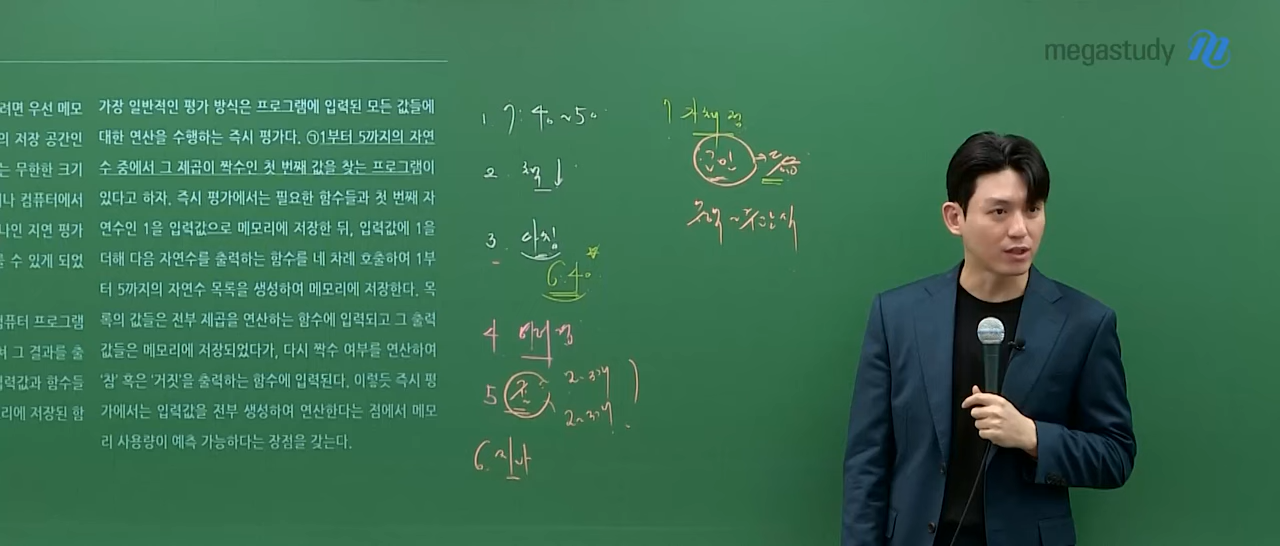 megastudy
려면 우선 메모
의 저장 공간인
는 무한한 크기
이나 컴퓨터에서
나인 지연 평가
를 수 있게 되었
컴퓨터 프로그램
쳐 그 결과를 출
입력값과 함수들
리에 저장된 함
가장 일반적인 평가 방식은 프로그램에 입력된 모든 값들에
대한 연산을 수행하는 즉시 평가다. ㉠1부터 5까지의 자연
수 중에서 그 제곱이 짝수인 첫 번째 값을 찾는 프로그램이
있다고 하자. 즉시 평가에서는 필요한 함수들과 첫 번째 자
연수인 1을 입력값으로 메모리에 저장한 뒤, 입력값에 1을
더해 다음 자연수를 출력하는 함수를 네 차례 호출하여 1부
터 5까지의 자연수 목록을 생성하여 메모리에 저장한다. 목
록의 값들은 전부 제곱을 연산하는 함수에 입력되고 그 출력
값들은 메모리에 저장되었다가, 다시 짝수 여부를 연산하여
'참' 혹은 '거짓'을 출력하는 함수에 입력된다. 이렇듯 즉시 평
가에서는 입력값을 전부 생성하여 연산한다는 점에서 메모
리 사용량이 예측 가능하다는 장점을 갖는다.
1. 7: 40~50
2. 책↓
3. 아침
6:40
4
5
6.
7